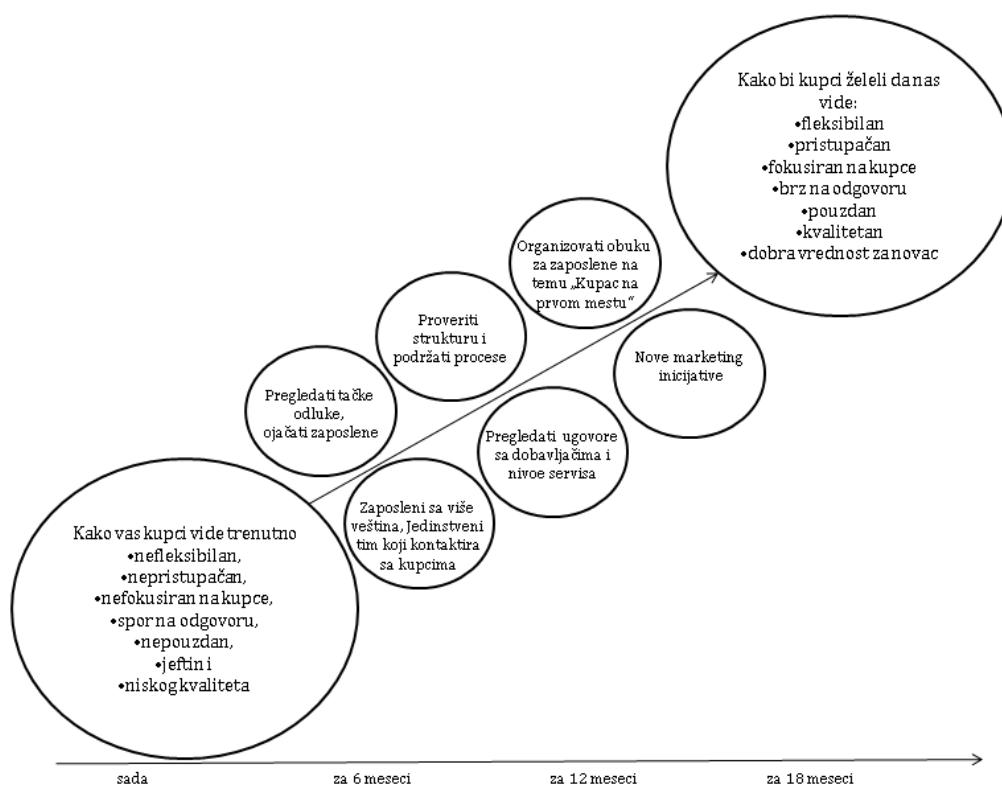 Kako bi kupci želeli da nas
vide:
•fleksibilan
•pristupačan
•fokusiran na kupce
•brz na odgovoru
•pouzdan
•kvalitetan
•dobra vrednost za novac
Organizovati obuku
za zaposlene na
temu „Kupac na
prvom mestu“
Proveriti
strukturu i
podržati procese
Nove marketing
inicijative
Pregledati tačke
odluke,
ojačati zaposlene
Pregledati ugovore
sa dobavljačima i
nivoe servisa
Zaposleni sa više
veština, Jedinstveni
tim koji kontaktira
sa kupcima
Kako vas kupci vide trenutno
•nefleksibilan,
•nepristupačan,
•nefokusiran na kupce,
•spor na odgovoru,
•nepouzdan,
•jeftin i
•niskog kvaliteta
sada
za 6 meseci
za 12 meseci
za 18 meseci